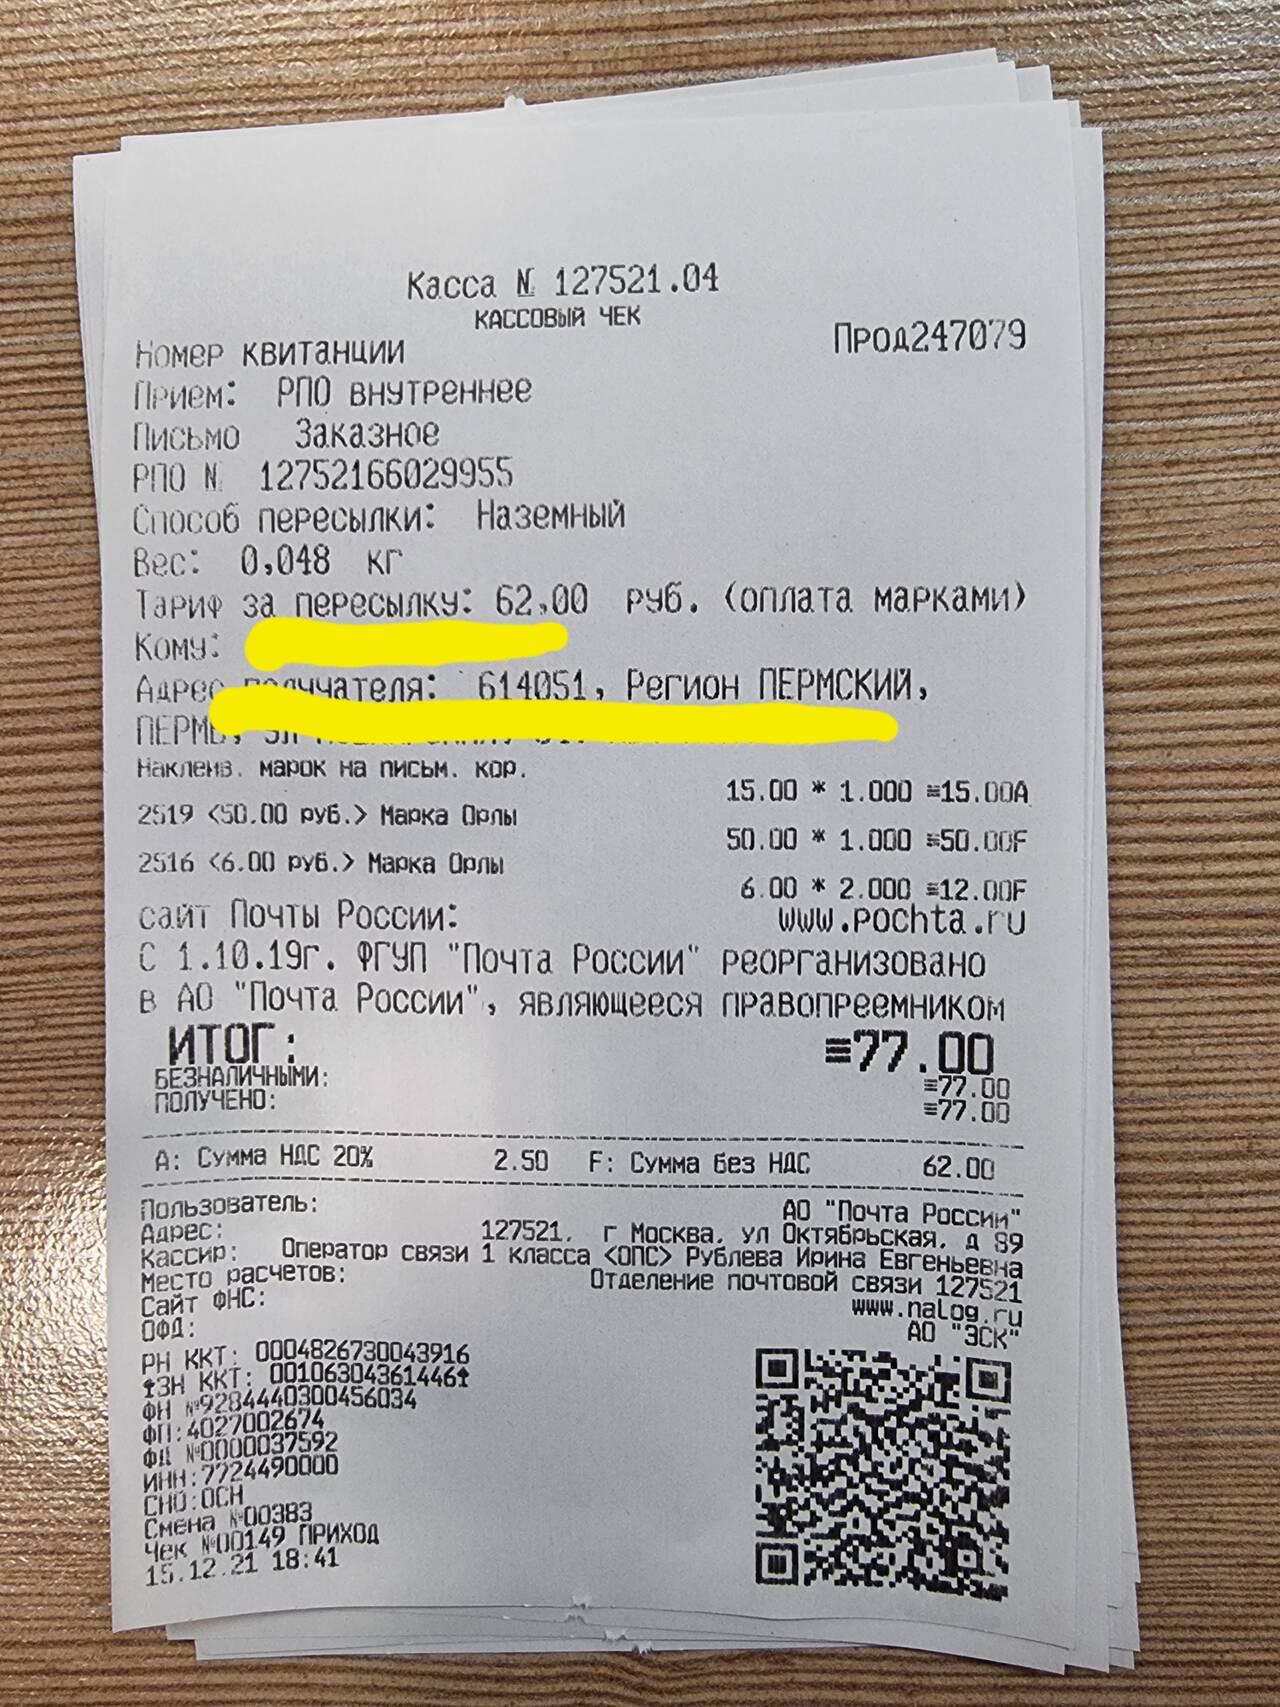 Касса № 127521.04
КАССОВЫЙ ЧЕК
Номер квитанции Прод247079
Прием: РПО внутреннее
Письмо Заказное
РПО № 12752166029955
Способ пересылки: Наземный
Вес: 0,048 кг
Тариф за пересылку: 62,00 руб. (оплата марками)
Кому:
Адрес получателя: 614051, Регион ПЕРМСКИЙ,
ПЕРМЬ,
Наклеив. марок на письм. кор.
15.00 * 1.000 ≡15.00А
2519 <50.00 руб.> Марка Орлы
50.00 * 1.000 ≡50.00F
2516 <6.00 руб.> Марка Орлы
6.00 * 2.000 ≡12.00F
сайт Почты России: www.pochta.ru
С 1.10.19г. ФГУП "Почта России" реорганизовано
в АО "Почта России", являющееся правопреемником
ИТОГ: ≡77.00
БЕЗНАЛИЧНЫМИ: ≡77.00
ПОЛУЧЕНО: ≡77.00
А: Сумма НДС 20% 2.50 F: Сумма без НДС 62.00
Пользователь: АО "Почта России"
Адрес: 127521, г Москва, ул Октябрьская, д 89
Кассир: Оператор связи 1 класса <ОПС> Рублева Ирина Евгеньевна
Место расчетов: Отделение почтовой связи 127521
Сайт ФНС: www.nalog.ru
ОФД: АО "ЭСК"
РН ККТ: 0004826730043916
ЗН ККТ: 00106304361446
ФН №9284440300456034
ФП:4027002674
ФД №0000037592
ИНН:7724490000
СНО:ОСН
Смена №00383
Чек №00149 ПРИХОД
15.12.21 18:41